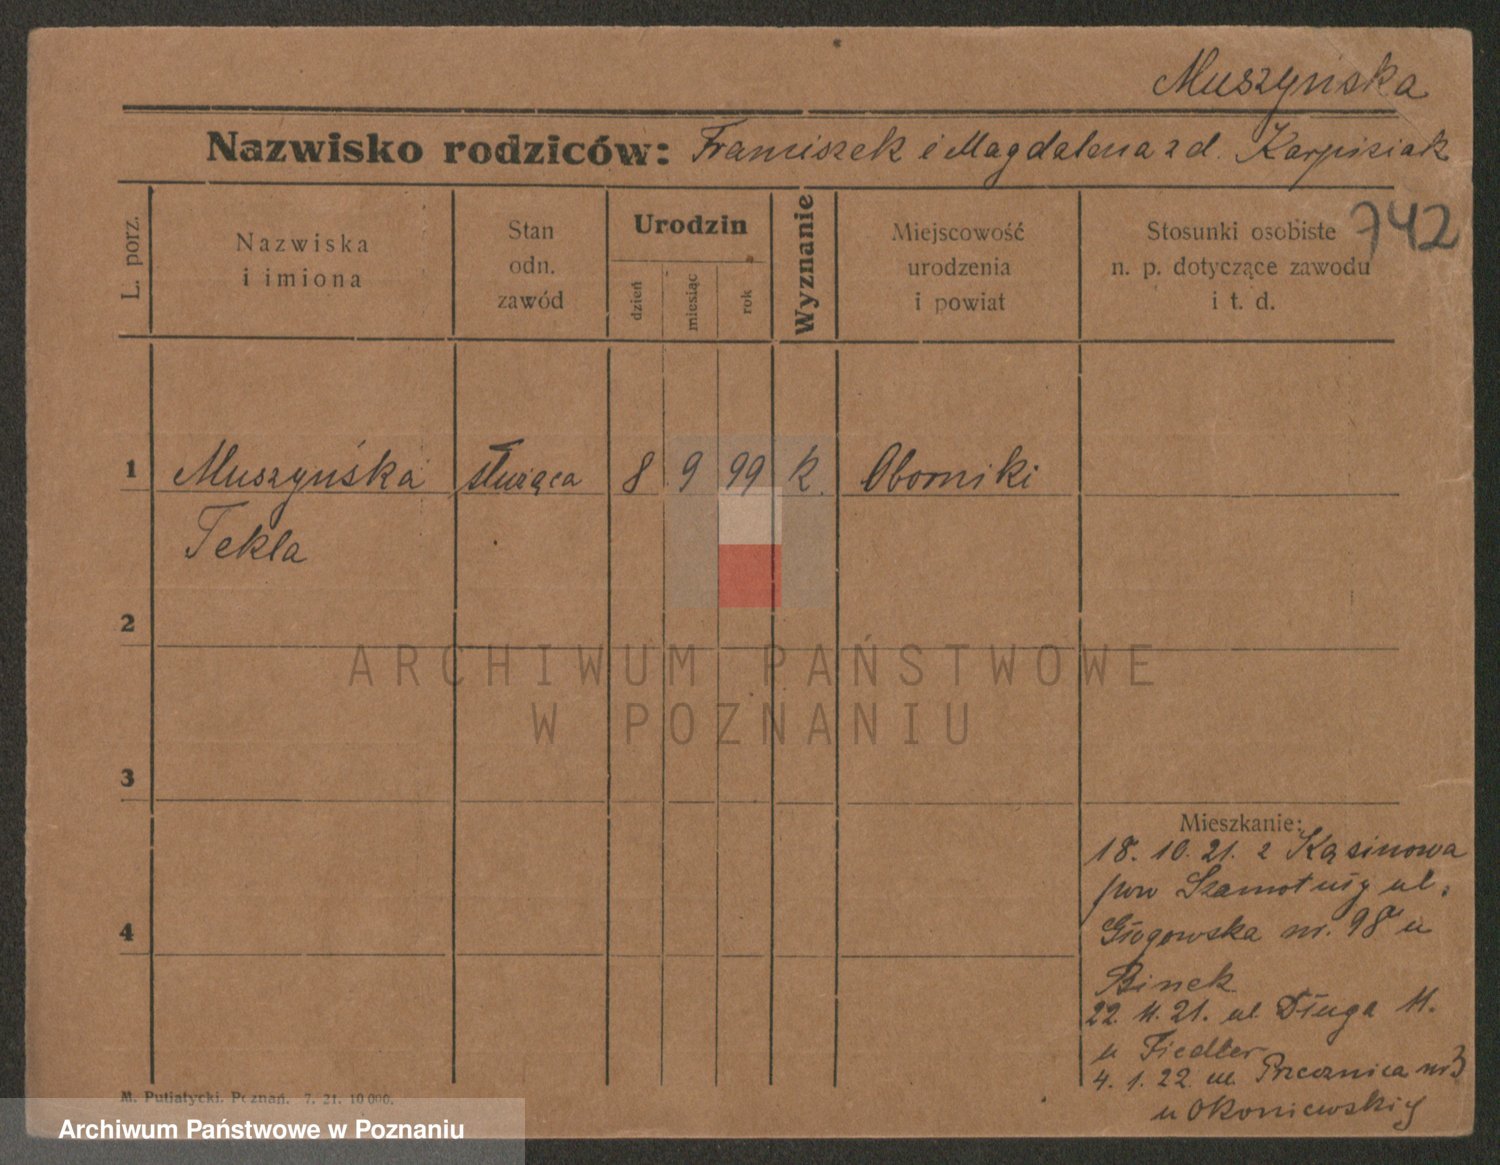 Muszyńska
Nazwisko rodziców: Franciszek i Magdalena z d. Karpisiak
742
L. porz.
Nazwiska
i imiona
Stan
odn.
zawód
Urodzin
dzień
miesiąc
rok
Wyznanie
Miejscowość
urodzenia
i powiat
Stosunki osobiste
n. p. dotyczące zawodu
i t. d.
1 Muszyńska służąca 8 9 99 k. Oborniki
Tekla
2
3
4
ARCHIWUM PAŃSTWOWE
W POZNANIU
Mieszkanie:
18. 10. 21. z Kąsinowa
pow Szamotuły ul.
Głogowska nr. 98 u
Binek
22. 11. 21. ul. Długa 11.
u Fiedler
4. 1. 22. ul. Przecznica nr 3
u Okoniewskiej
M. Putiatycki, Poznań. 7. 21. 10 000.
Archiwum Państwowe w Poznaniu